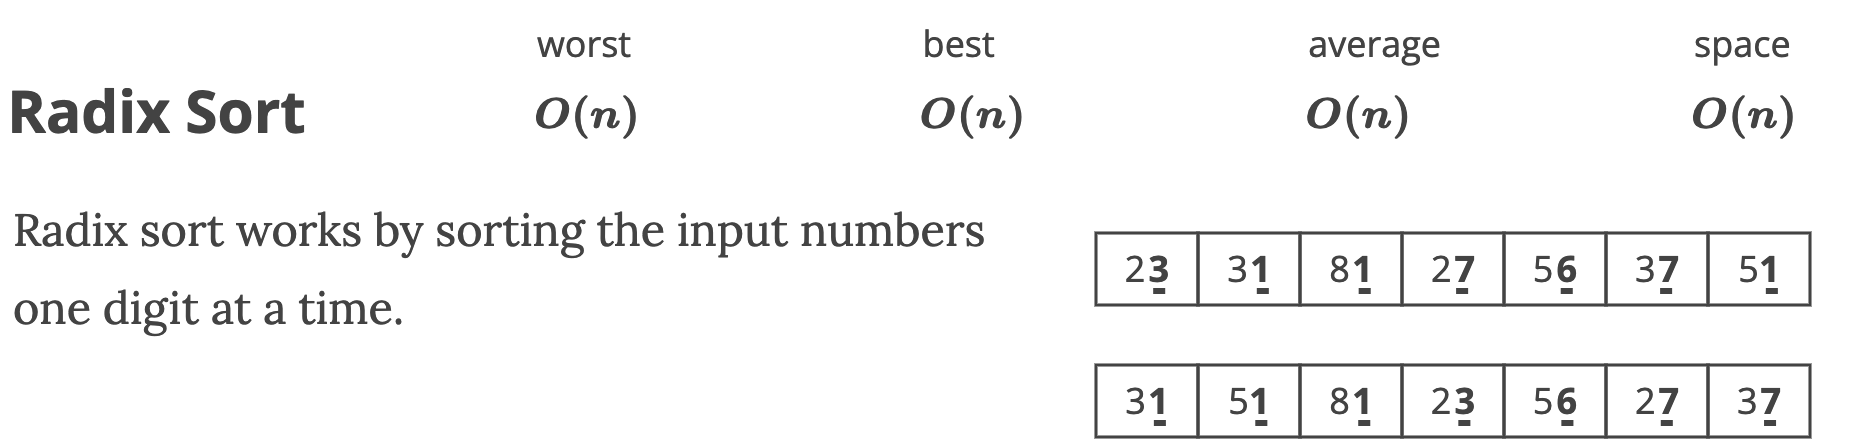 worst best average space
Radix Sort O(n) O(n) O(n) O(n)
Radix sort works by sorting the input numbers
one digit at a time.
23 31 81 27 56 37 51
31 51 81 23 56 27 37